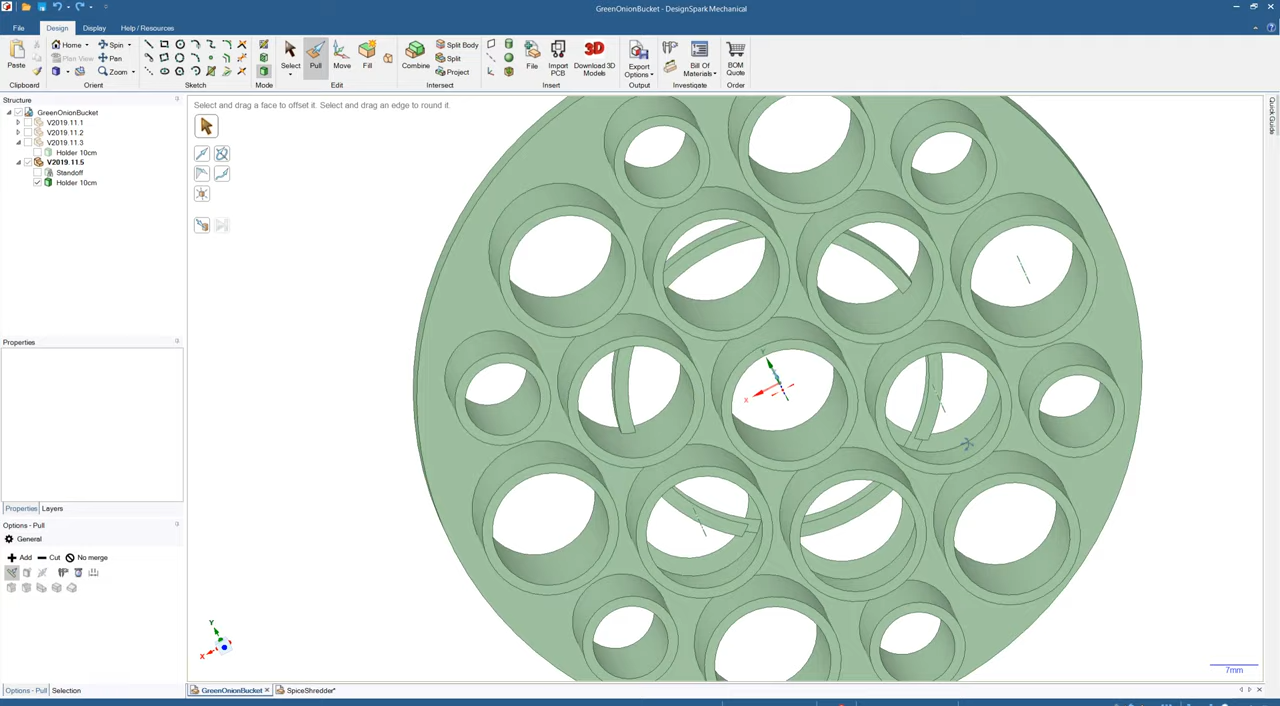 GreenOnionBucket - DesignSpark Mechanical
File Design Display Help / Resources
Paste
Clipboard
Home Spin
Plan View Pan
Zoom
Orient
Sketch
Mode
Select Pull Move Fill
Edit
Combine Split Body
Split
Project
Intersect
File Import PCB Download 3D Models
3D
Insert
Export Options
Output
Bill Of Materials
Investigate
BOM Quote
Order
Structure
GreenOnionBucket
V2019.11.1
V2019.11.2
V2019.11.3
Holder 10cm
V2019.11.5
Standoff
Holder 10cm
Select and drag a face to offset it. Select and drag an edge to round it.
Quick Guide
Properties
Properties Layers
Options - Pull
General
Add Cut No merge
Options - Pull Selection
Y
X
Y
X
7mm
GreenOnionBucket SpiceShredder*